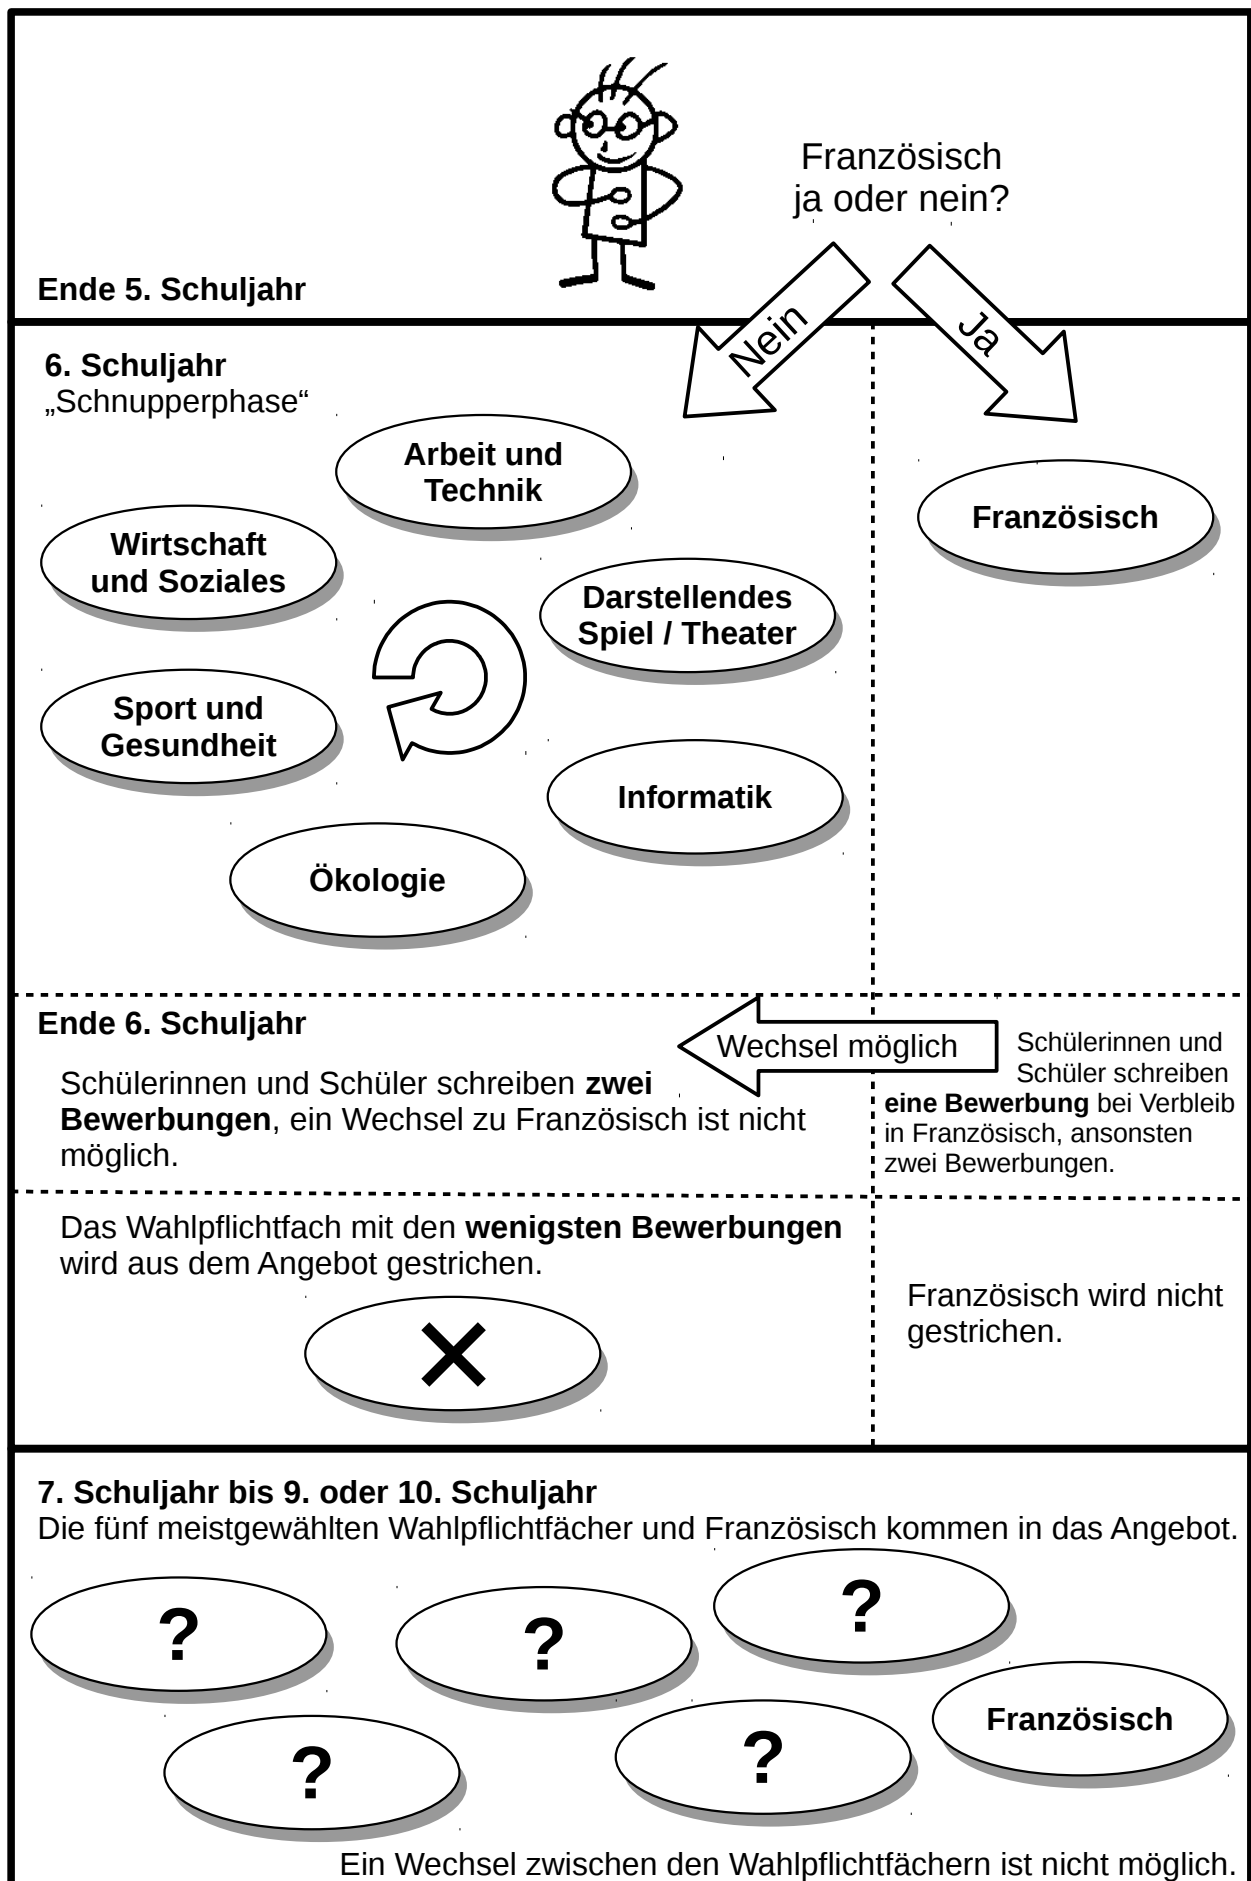 Französisch
ja oder nein?
Ende 5. Schuljahr
Nein
Ja
6. Schuljahr
„Schnupperphase“
Arbeit und
Technik
Wirtschaft
und Soziales
Französisch
Darstellendes
Spiel / Theater
Sport und
Gesundheit
Informatik
Ökologie
Ende 6. Schuljahr
Schülerinnen und Schüler schreiben zwei
Bewerbungen, ein Wechsel zu Französisch ist nicht
möglich.
Wechsel möglich
Schülerinnen und
Schüler schreiben
eine Bewerbung bei Verbleib
in Französisch, ansonsten
zwei Bewerbungen.
Das Wahlpflichtfach mit den wenigsten Bewerbungen
wird aus dem Angebot gestrichen.
Französisch wird nicht
gestrichen.
7. Schuljahr bis 9. oder 10. Schuljahr
Die fünf meistgewählten Wahlpflichtfächer und Französisch kommen in das Angebot.
?
?
?
?
?
Französisch
Ein Wechsel zwischen den Wahlpflichtfächern ist nicht möglich.